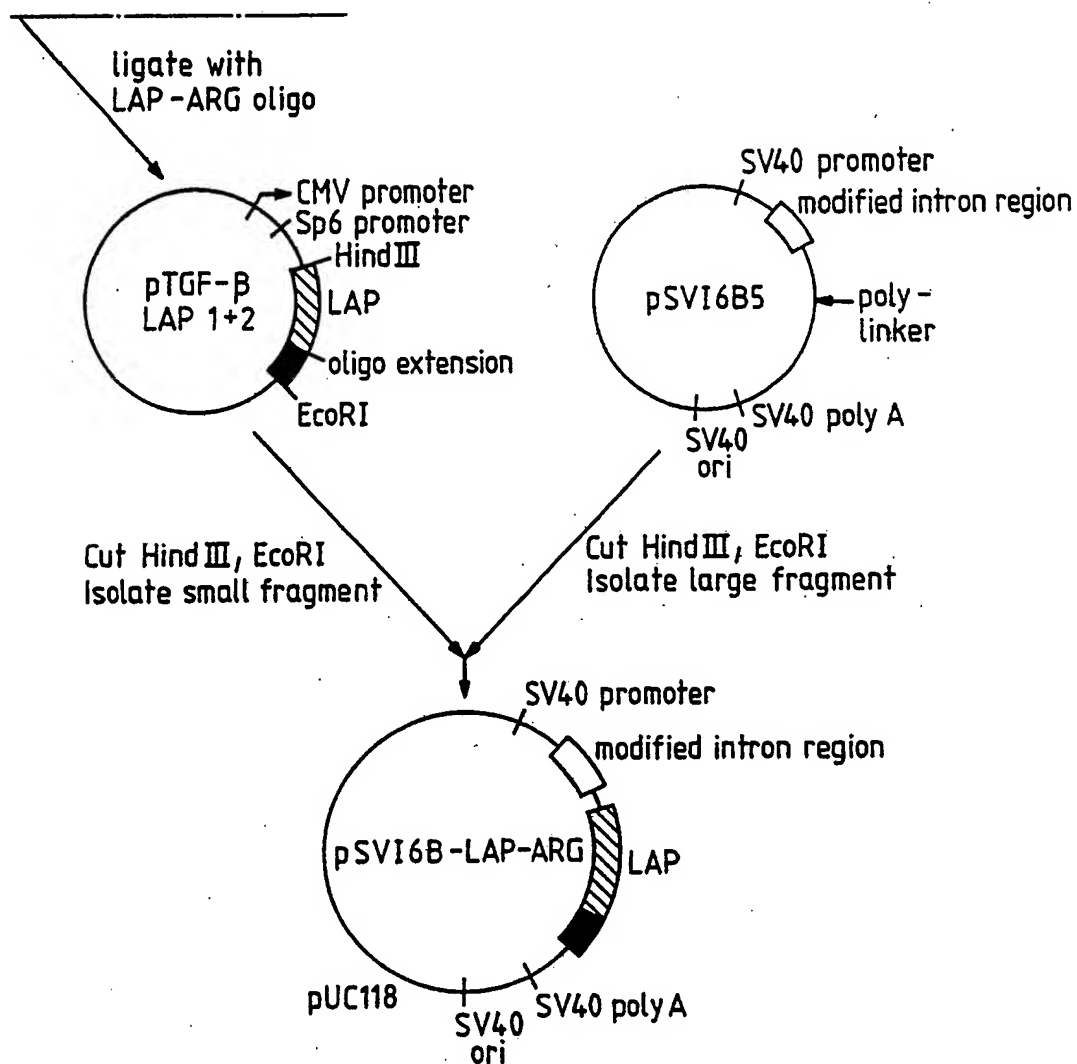 ligate with
LAP-ARG oligo
CMV promoter
Sp6 promoter
HindIII
pTGF-β
LAP 1+2
LAP
oligo extension
EcoRI
SV40 promoter
modified intron region
pSVI6B5
poly-
linker
SV40 poly A
SV40
ori
Cut HindIII, EcoRI
Isolate small fragment
Cut HindIII, EcoRI
Isolate large fragment
SV40 promoter
modified intron region
pSVI6B-LAP-ARG
LAP
pUC118
SV40 poly A
SV40
ori